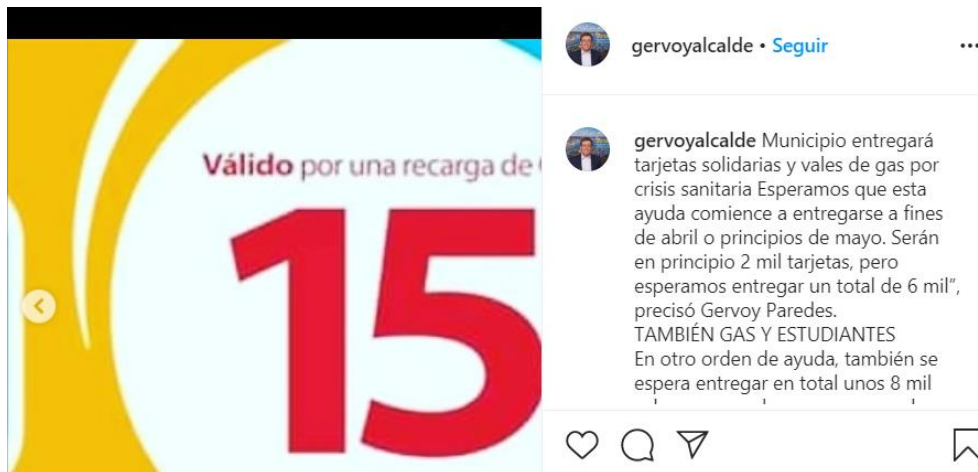 Válido por una recarga de
15
gervoyalcalde • Seguir
gervoyalcalde Municipio entregará
tarjetas solidarias y vales de gas por
crisis sanitaria Esperamos que esta
ayuda comience a entregarse a fines
de abril o principios de mayo. Serán
en principio 2 mil tarjetas, pero
esperamos entregar un total de 6 mil”,
precisó Gervoy Paredes.
TAMBIÉN GAS Y ESTUDIANTES
En otro orden de ayuda, también se
espera entregar en total unos 8 mil